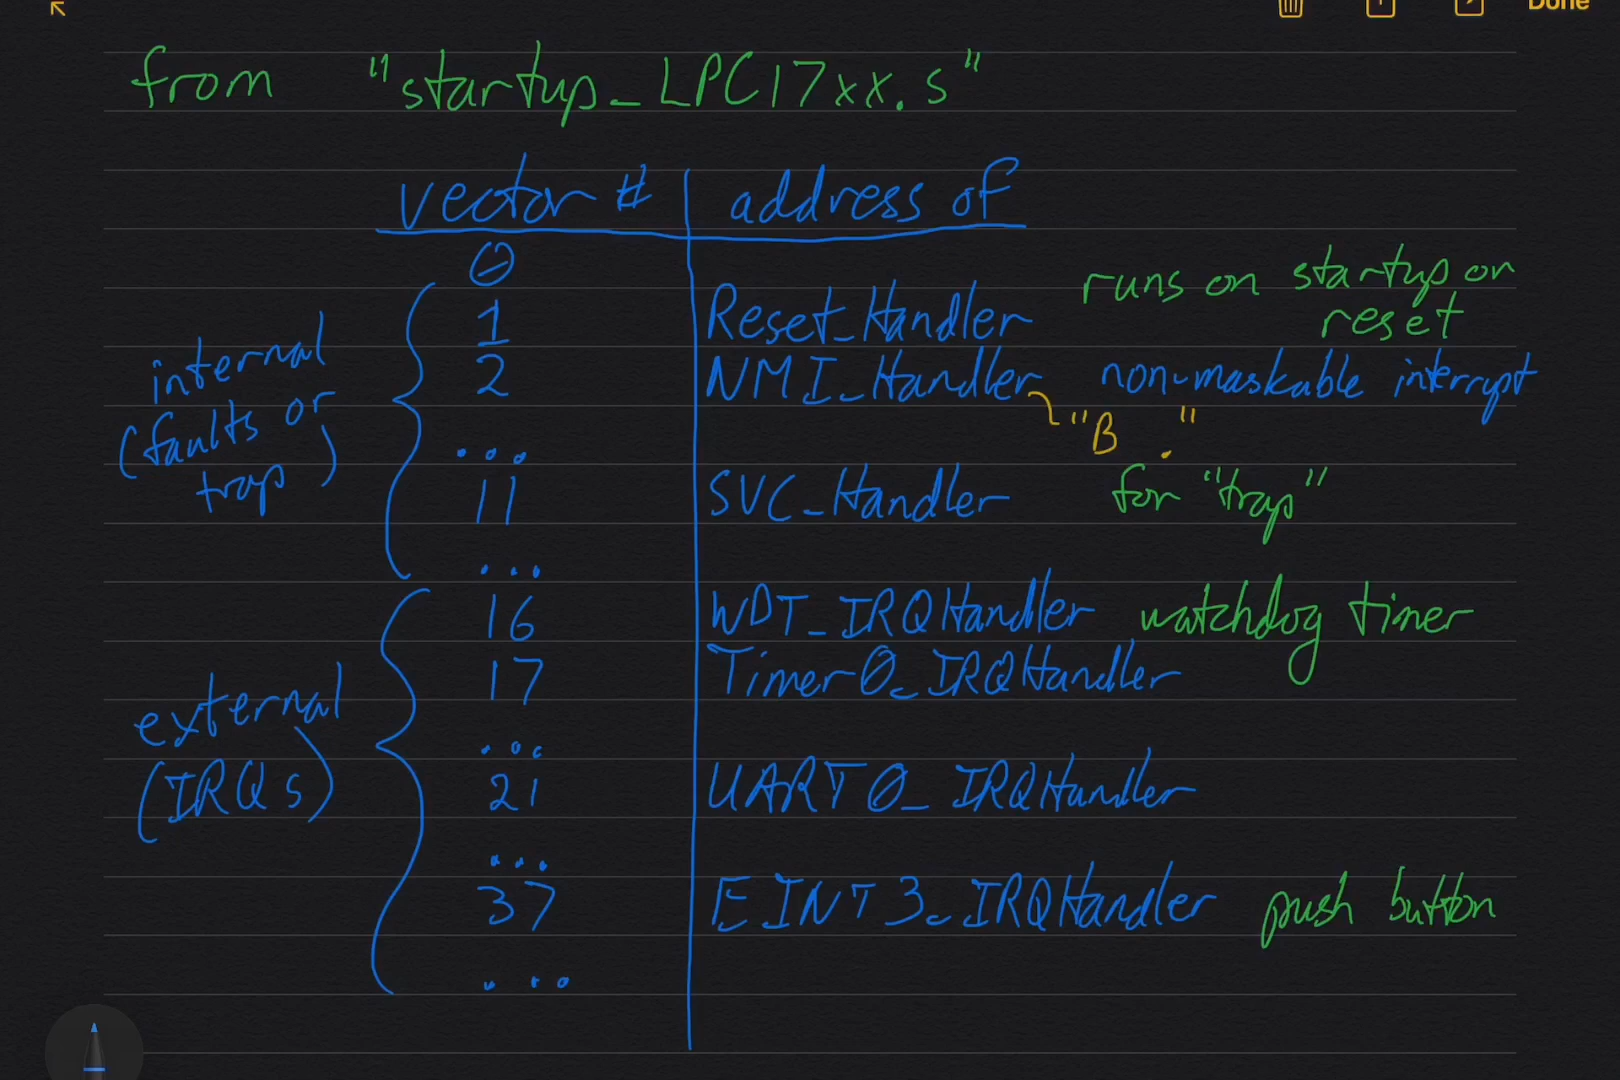 Done
from "startup_LPC17xx.s"
vector # address of
0
1 Reset_Handler runs on startup or reset
2 NMI_Handler non-maskable interrupt
... "B ."
11 SVC_Handler for "trap"
...
internal
(faults or
trap)
16 WDT_IRQHandler watchdog timer
17 Timer0_IRQHandler
...
21 UART0_IRQHandler
...
37 EINT3_IRQHandler push button
...
external
(IRQs)